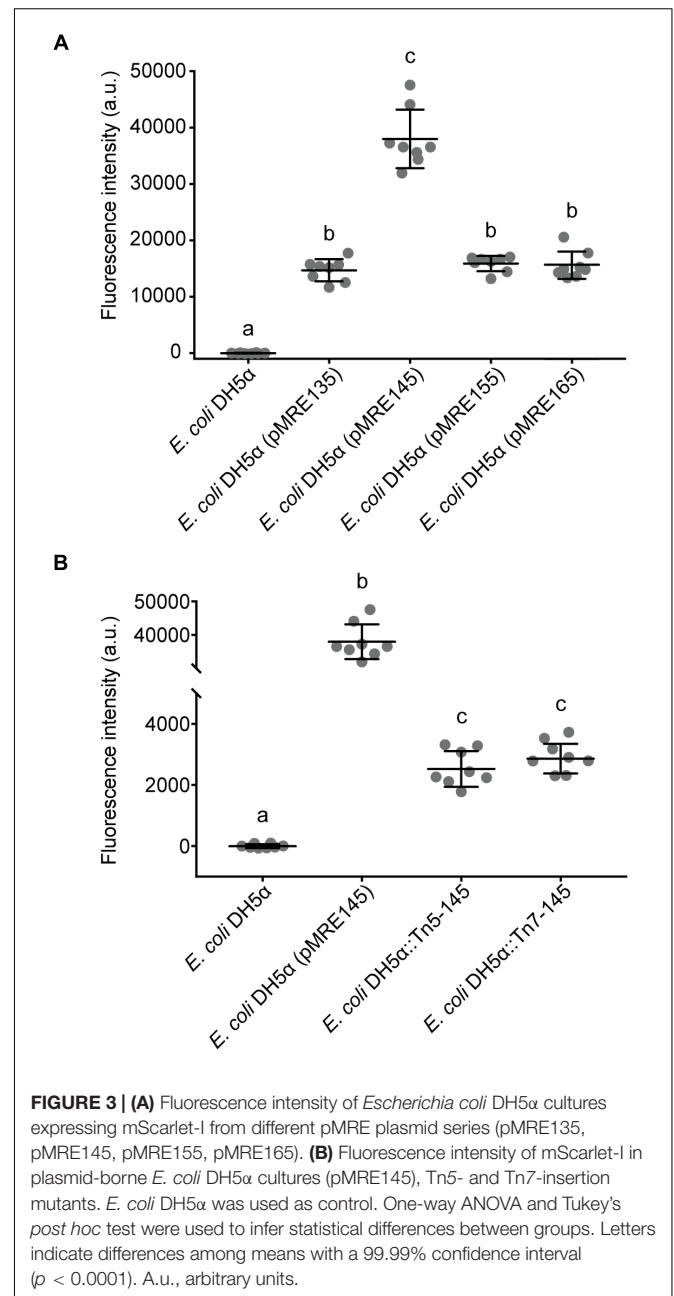 A
Fluorescence intensity (a.u.)
50000
40000
30000
20000
10000
0
a
b
c
b
b
E. coli DH5α
E. coli DH5α (pMRE135)
E. coli DH5α (pMRE145)
E. coli DH5α (pMRE155)
E. coli DH5α (pMRE165)
B
Fluorescence intensity (a.u.)
50000
40000
4000
2000
0
a
b
c
c
E. coli DH5α
E. coli DH5α (pMRE145)
E. coli DH5α::Tn5-145
E. coli DH5α::Tn7-145
FIGURE 3 | (A) Fluorescence intensity of Escherichia coli DH5α cultures
expressing mScarlet-I from different pMRE plasmid series (pMRE135,
pMRE145, pMRE155, pMRE165). (B) Fluorescence intensity of mScarlet-I in
plasmid-borne E. coli DH5α cultures (pMRE145), Tn5- and Tn7-insertion
mutants. E. coli DH5α was used as control. One-way ANOVA and Tukey's
post hoc test were used to infer statistical differences between groups. Letters
indicate differences among means with a 99.99% confidence interval
(p < 0.0001). A.u., arbitrary units.